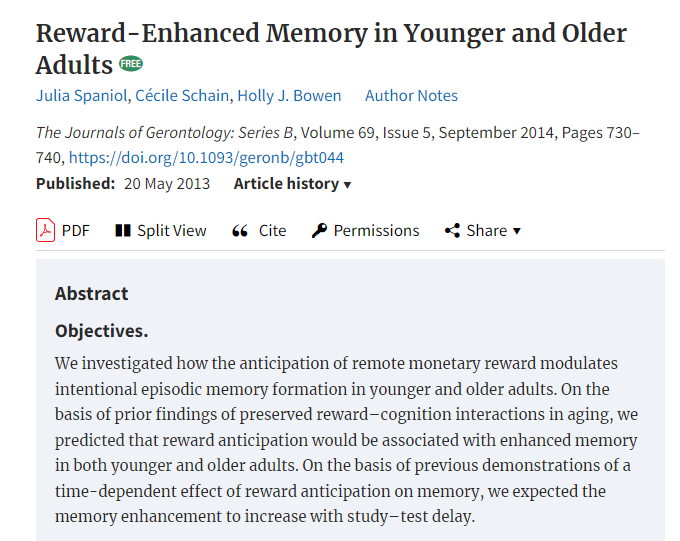 Reward-Enhanced Memory in Younger and Older
Adults FREE
Julia Spaniol, Cécile Schain, Holly J. Bowen Author Notes
The Journals of Gerontology: Series B, Volume 69, Issue 5, September 2014, Pages 730–
740, https://doi.org/10.1093/geronb/gbt044
Published: 20 May 2013 Article history ▾
PDF Split View Cite Permissions Share ▾
Abstract
Objectives.
We investigated how the anticipation of remote monetary reward modulates
intentional episodic memory formation in younger and older adults. On the
basis of prior findings of preserved reward–cognition interactions in aging, we
predicted that reward anticipation would be associated with enhanced memory
in both younger and older adults. On the basis of previous demonstrations of a
time-dependent effect of reward anticipation on memory, we expected the
memory enhancement to increase with study–test delay.